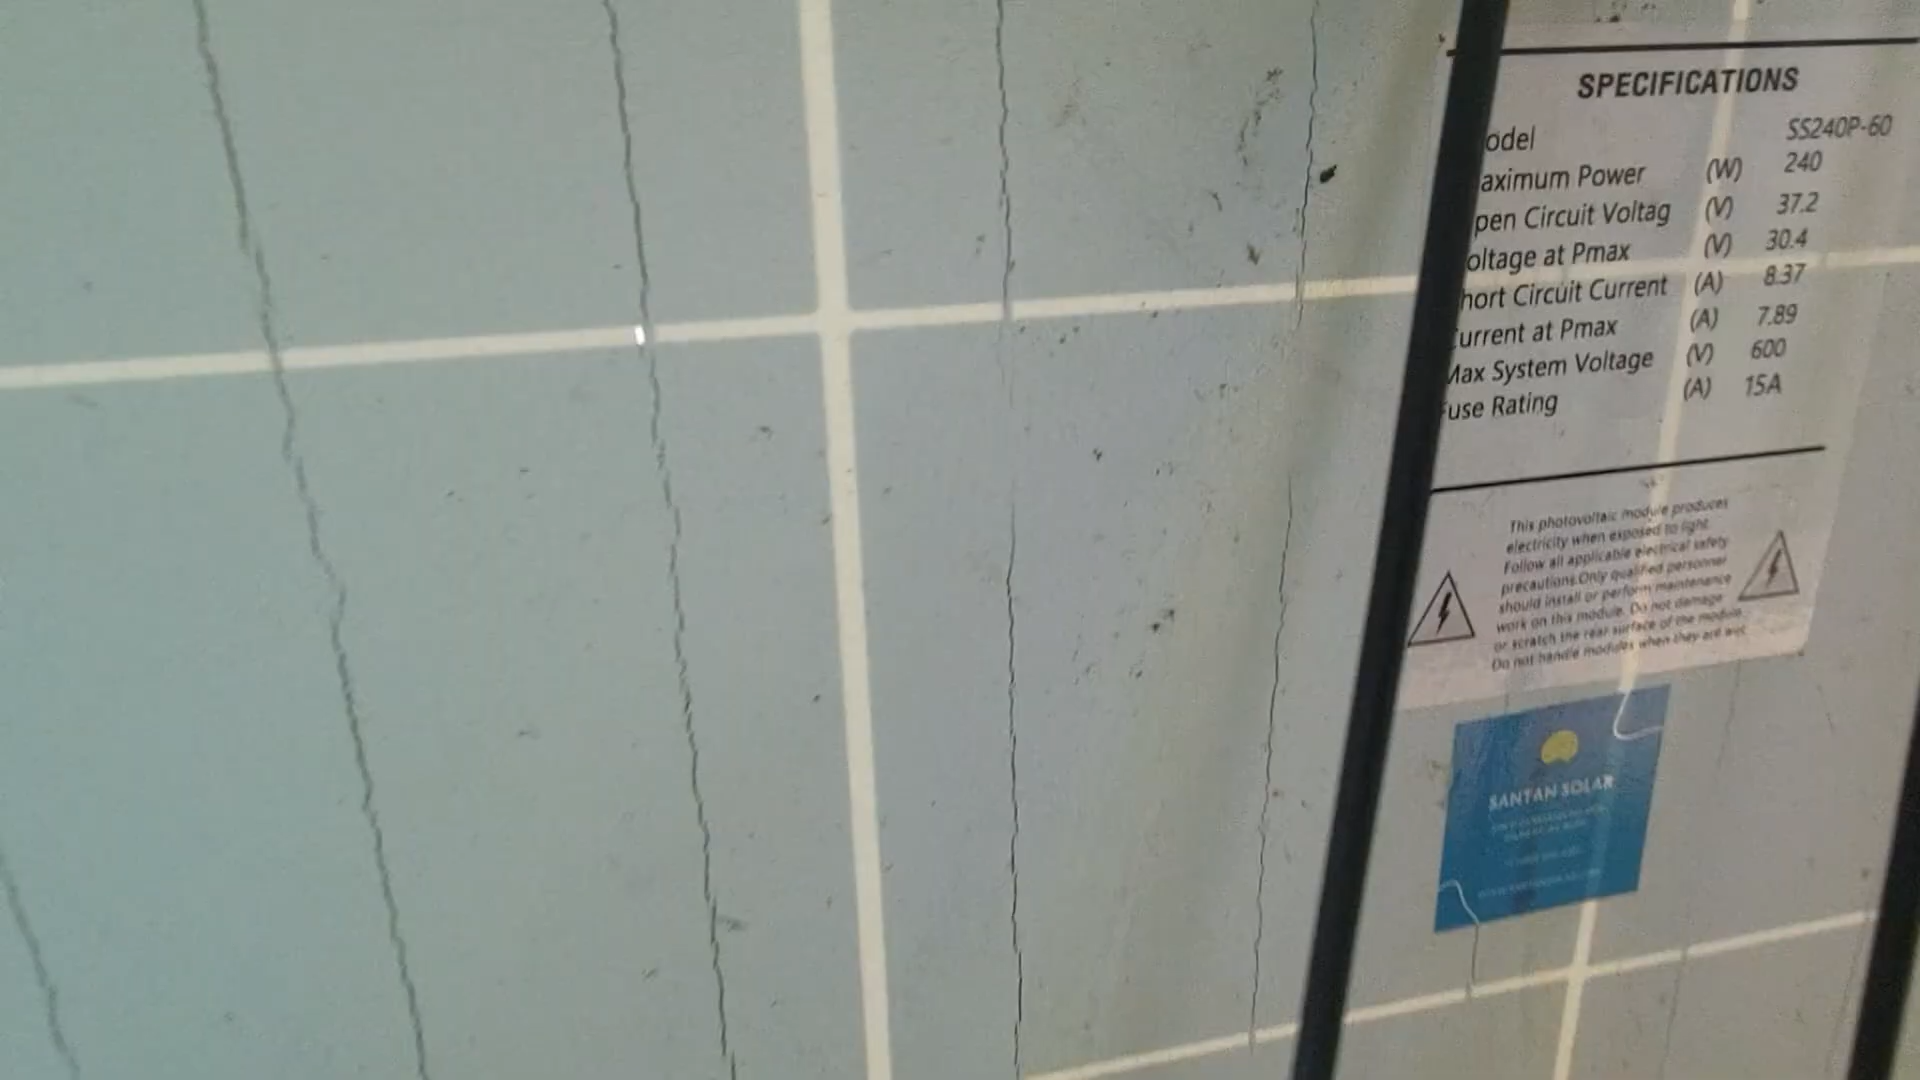 SPECIFICATIONS
odel SS240P-60
aximum Power (W) 240
pen Circuit Voltag (V) 37.2
oltage at Pmax (V) 30.4
hort Circuit Current (A) 8.37
urrent at Pmax (A) 7.89
Max System Voltage (V) 600
Fuse Rating (A) 15A
This photovoltaic module produces
electricity when exposed to light.
Follow all applicable electrical safety
precautions.Only qualified personner
should install or perform maintenance
work on this module. Do not damage
or scratch the rear surface of the module.
Do not handle modules when they are wet.
SANTAN SOLAR